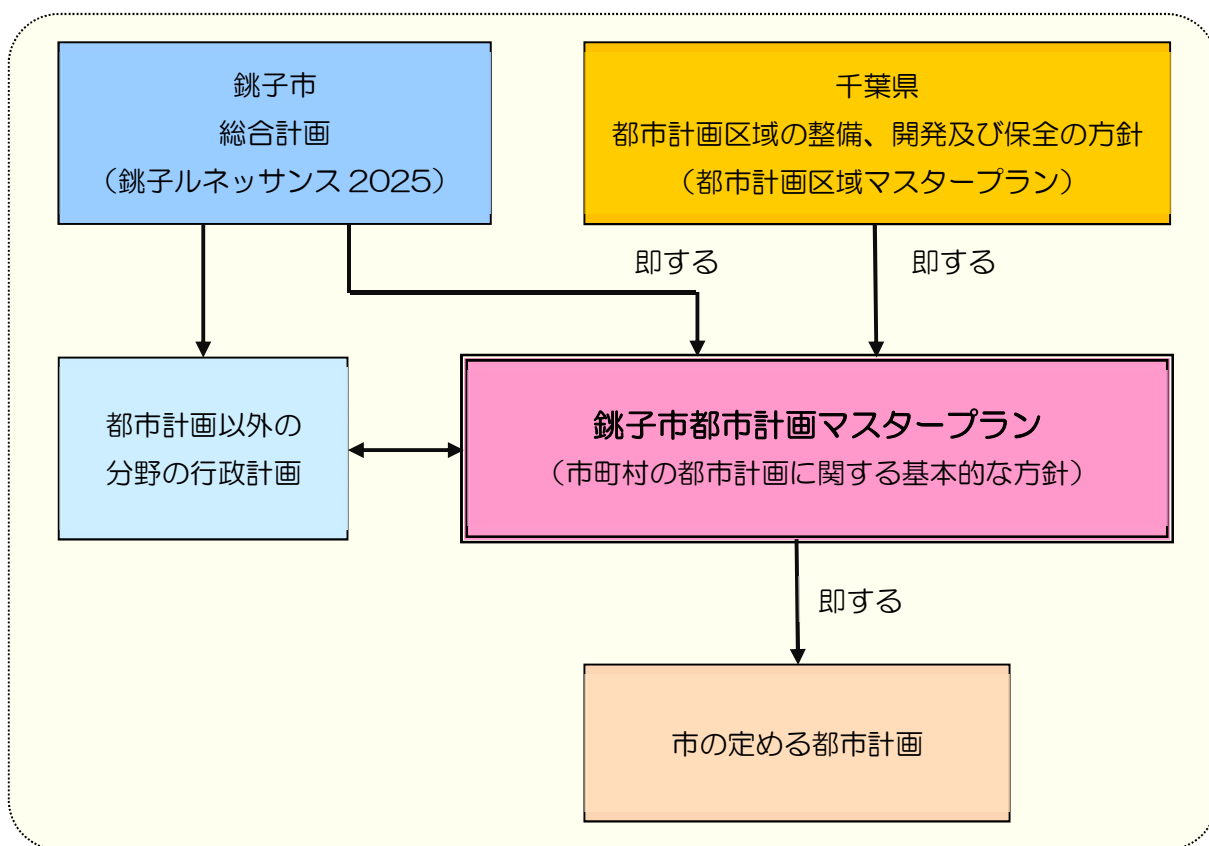 銚子市
総合計画
（銚子ルネッサンス 2025）
千葉県
都市計画区域の整備、開発及び保全の方針
（都市計画区域マスタープラン）
即する
即する
都市計画以外の
分野の行政計画
銚子市都市計画マスタープラン
（市町村の都市計画に関する基本的な方針）
即する
市の定める都市計画